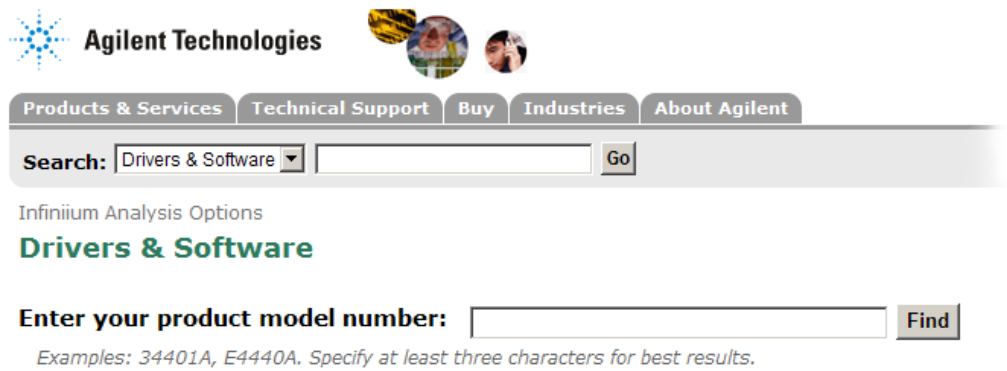 Agilent Technologies
Products & Services Technical Support Buy Industries About Agilent
Search: Drivers & Software Go
Infiniium Analysis Options
Drivers & Software
Enter your product model number: Find
Examples: 34401A, E4440A. Specify at least three characters for best results.